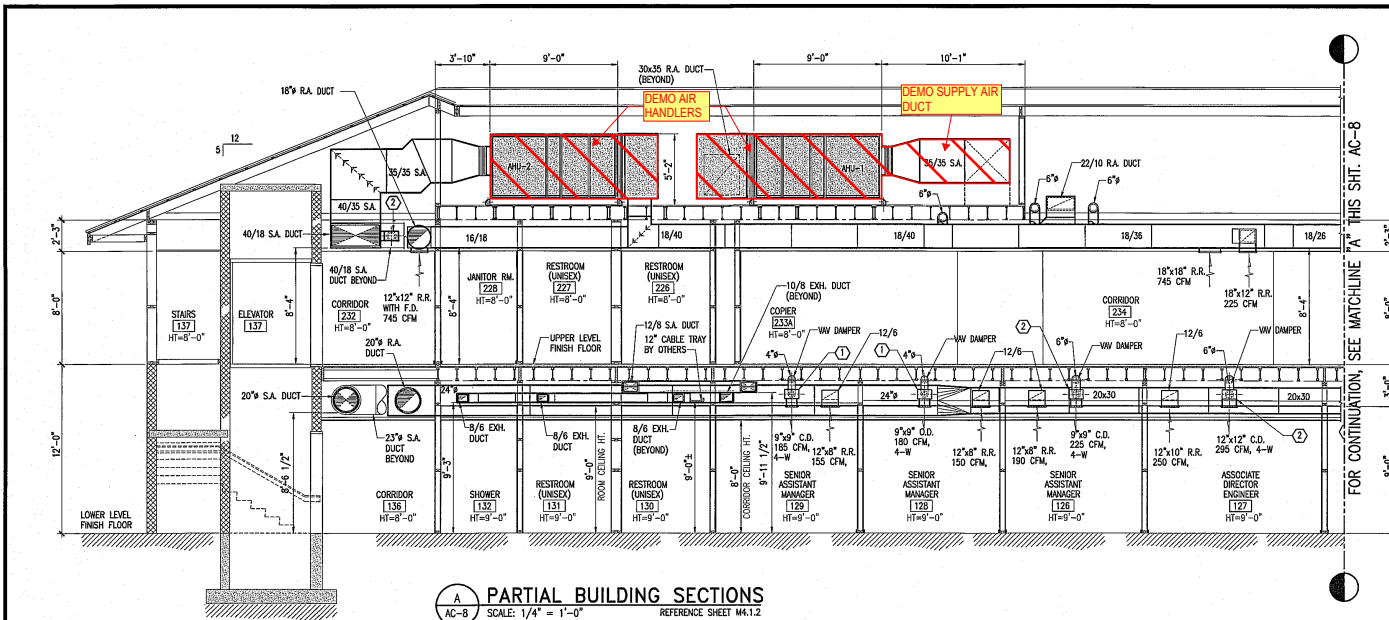 3'-10"
9'-0"
30x35 R.A. DUCT
(BEYOND)
9'-0"
10'-1"
18"ø R.A. DUCT
DEMO AIR
HANDLERS
DEMO SUPPLY AIR
DUCT
12
5
35/35 S.A.
AHU-2
5'-2"
AHU-1
35/35 S.A.
22/10 R.A. DUCT
6"ø
6"ø
6"ø
40/35 S.A.
2
40/18 S.A. DUCT
16/18
18/40
18/40
18/36
18/26
2'-3"
2'-3"
40/18 S.A.
DUCT BEYOND
12"x12" R.R.
WITH F.D.
745 CFM
18"x18" R.R.
745 CFM
18"x12" R.R.
225 CFM
8'-0"
STAIRS
137
HT=8'-0"
ELEVATOR
137
8'-4"
CORRIDOR
232
HT=8'-0"
8'-4"
JANITOR RM.
228
HT=8'-0"
RESTROOM
(UNISEX)
227
HT=8'-0"
RESTROOM
(UNISEX)
226
HT=8'-0"
10/8 EXH. DUCT
(BEYOND)
COPIER
233A
HT=8'-0"
CORRIDOR
234
HT=8'-0"
8'-4"
8'-0"
20"ø R.A.
DUCT
UPPER LEVEL
FINISH FLOOR
12/8 S.A. DUCT
12" CABLE TRAY
BY OTHERS
VAV DAMPER
12/6
1
1
4"ø
4"ø
VAV DAMPER
12/6
2
6"ø
VAV DAMPER
12/6
6"ø
VAV DAMPER
20"ø S.A. DUCT
24"ø
24"ø
20x30
20x30
3'-0"
23"ø S.A.
DUCT
BEYOND
8/6 EXH.
DUCT
8/6 EXH.
DUCT
8/6 EXH.
DUCT
(BEYOND)
9"x9" C.D.
185 CFM,
4-W
12"x8" R.R.
155 CFM,
9"x9" C.D.
180 CFM,
4-W
12"x8" R.R.
150 CFM,
12"x8" R.R.
190 CFM,
9"x9" C.D.
225 CFM,
4-W
12"x10" R.R.
250 CFM,
12"x12" C.D.
295 CFM, 4-W
2
12'-0"
8'-6 1/2"
9'-3"
9'-0"
ROOM CEILING HT.
9'-0"±
8'-0"
CORRIDOR CEILING HT.
9'-11 1/2"
9'-0"
LOWER LEVEL
FINISH FLOOR
CORRIDOR
136
HT=8'-0"
SHOWER
132
HT=9'-0"
RESTROOM
(UNISEX)
131
HT=9'-0"
RESTROOM
(UNISEX)
130
HT=9'-0"
SENIOR
ASSISTANT
MANAGER
129
HT=9'-0"
SENIOR
ASSISTANT
MANAGER
128
HT=9'-0"
SENIOR
ASSISTANT
MANAGER
126
HT=9'-0"
ASSOCIATE
DIRECTOR
ENGINEER
127
HT=9'-0"
FOR CONTINUATION, SEE MATCHLINE "A" THIS SHT. AC-8
A
AC-8
PARTIAL BUILDING SECTIONS
SCALE: 1/4" = 1'-0"
REFERENCE SHEET M4.1.2